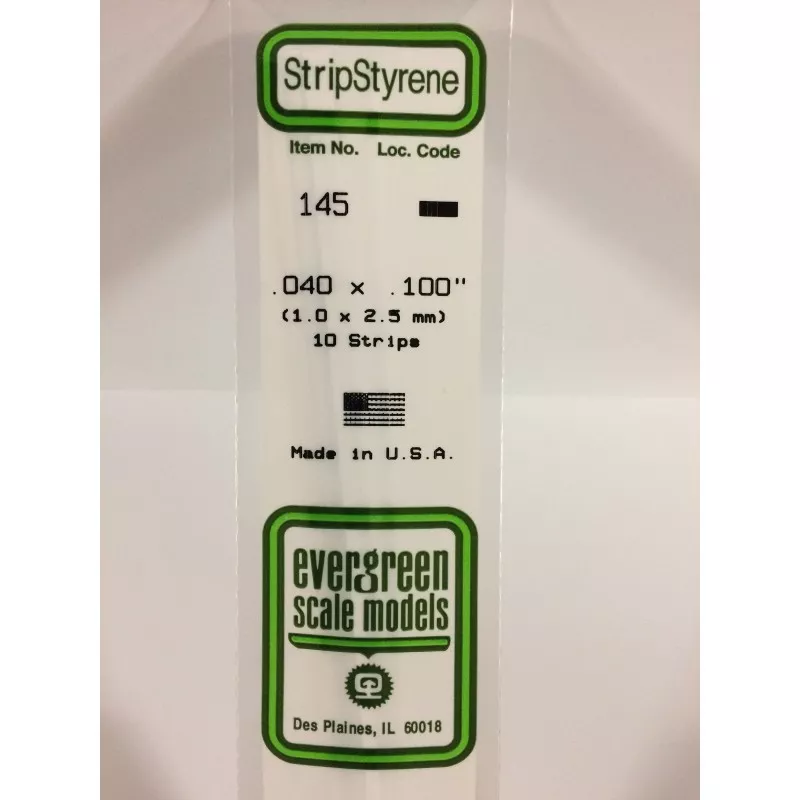 StripStyrene
Item No. Loc. Code
145
.040 x .100"
(1.0 x 2.5 mm)
10 Strips
Made in U.S.A.
evergreen
scale models
Des Plaines, IL 60018